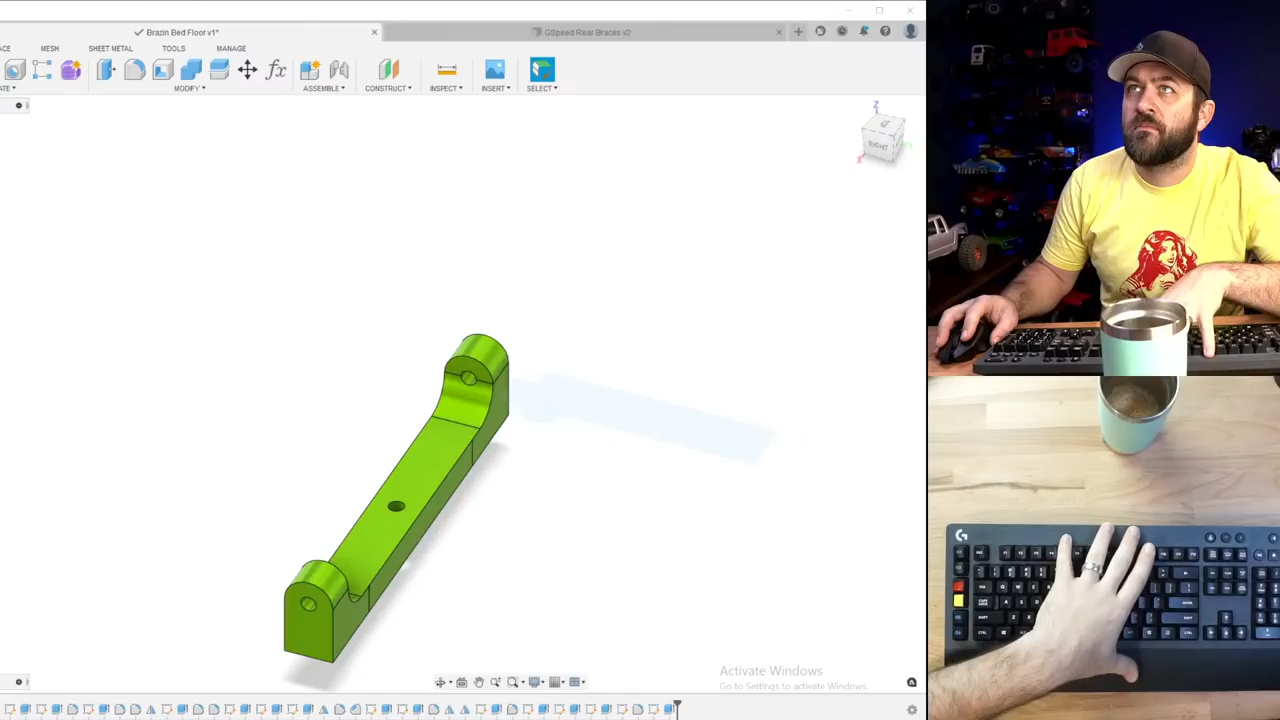 Brazin Bed Floor v1*
GSpeed Rear Braces v2
MESH
SHEET METAL
TOOLS
MANAGE
MODIFY
ASSEMBLE
CONSTRUCT
INSPECT
INSERT
SELECT
Z
RIGHT
X
Activate Windows
Go to Settings to activate Windows.